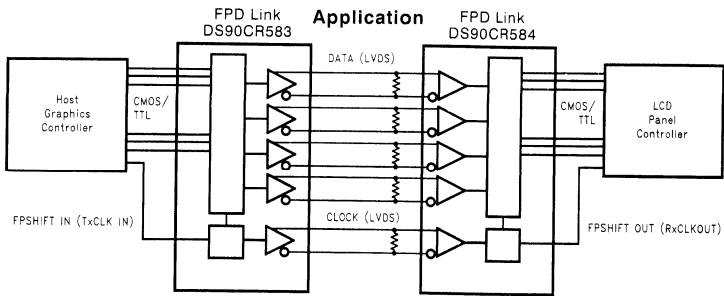 Application
FPD Link
DS90CR583
FPD Link
DS90CR584
DATA (LVDS)
Host
Graphics
Controller
CMOS/
TTL
CMOS/
TTL
LCD
Panel
Controller
FPSHIFT IN (TxCLK IN)
CLOCK (LVDS)
FPSHIFT OUT (RxCLKOUT)